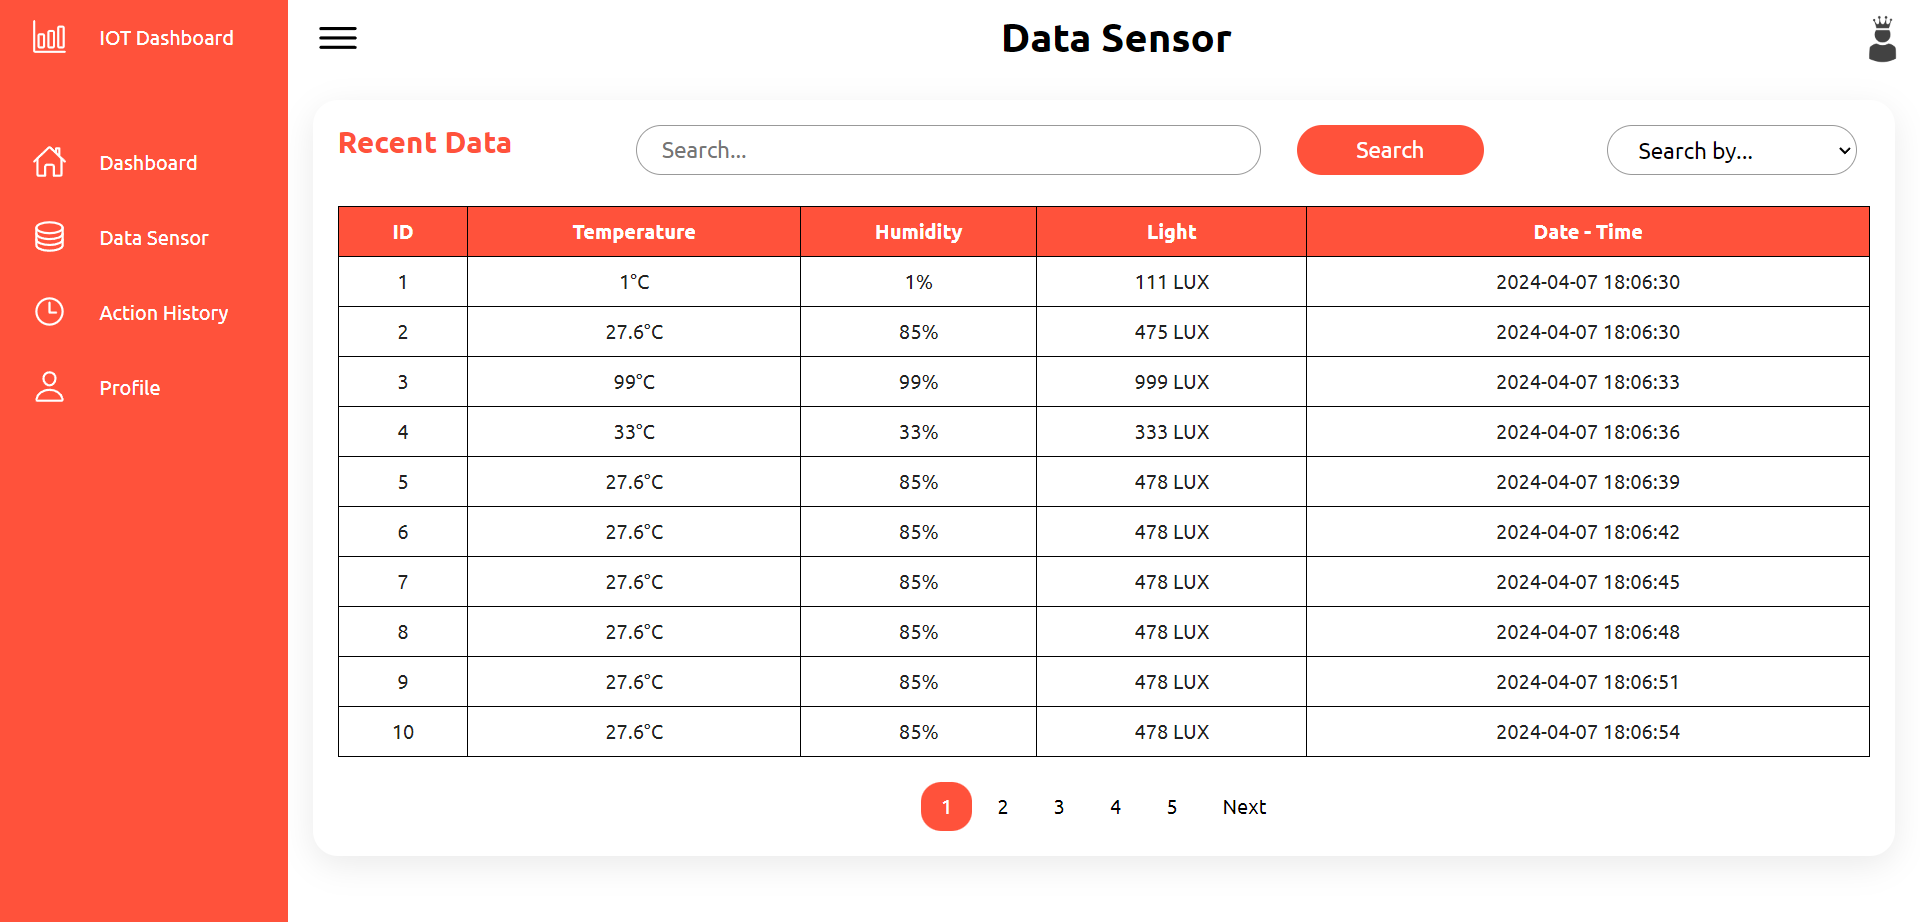 IOT Dashboard
Dashboard
Data Sensor
Action History
Profile
Data Sensor
Recent Data
Search...
Search
Search by...
ID Temperature Humidity Light Date - Time
1 1°C 1% 111 LUX 2024-04-07 18:06:30
2 27.6°C 85% 475 LUX 2024-04-07 18:06:30
3 99°C 99% 999 LUX 2024-04-07 18:06:33
4 33°C 33% 333 LUX 2024-04-07 18:06:36
5 27.6°C 85% 478 LUX 2024-04-07 18:06:39
6 27.6°C 85% 478 LUX 2024-04-07 18:06:42
7 27.6°C 85% 478 LUX 2024-04-07 18:06:45
8 27.6°C 85% 478 LUX 2024-04-07 18:06:48
9 27.6°C 85% 478 LUX 2024-04-07 18:06:51
10 27.6°C 85% 478 LUX 2024-04-07 18:06:54
1 2 3 4 5 Next